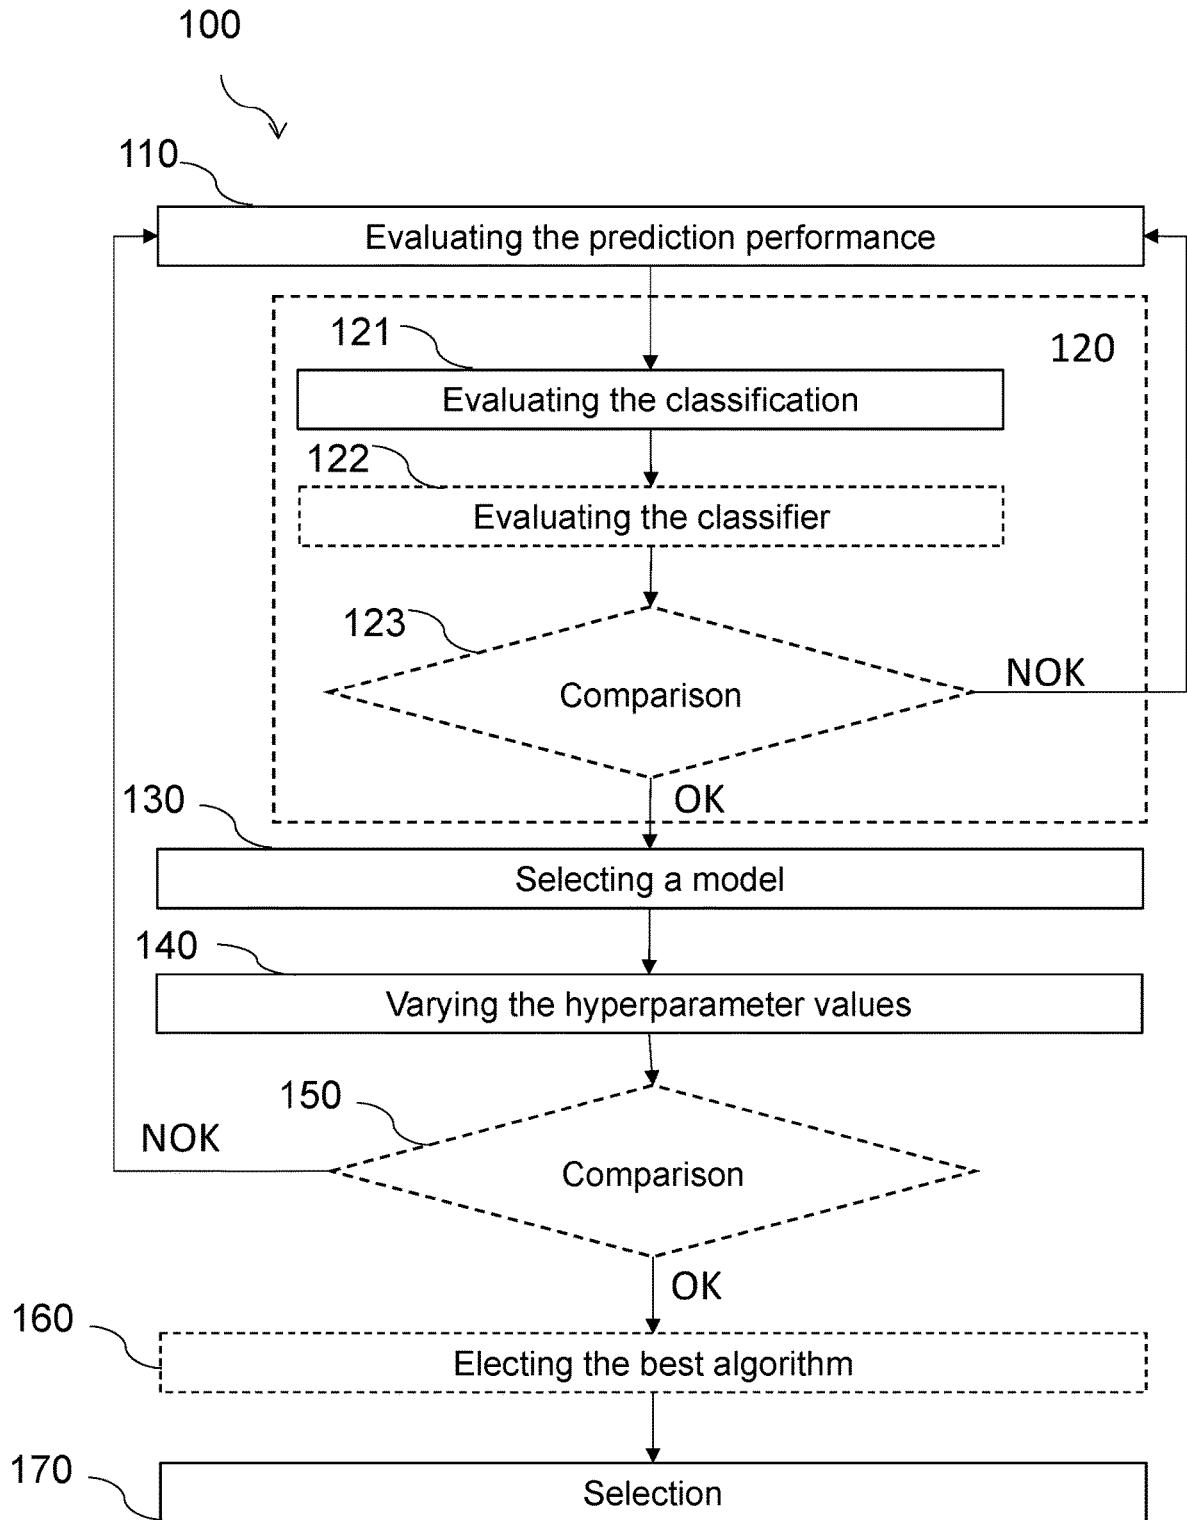 100
110
Evaluating the prediction performance
121
120
Evaluating the classification
122
Evaluating the classifier
123
Comparison
NOK
OK
130
Selecting a model
140
Varying the hyperparameter values
150
NOK
Comparison
OK
160
Electing the best algorithm
170
Selection